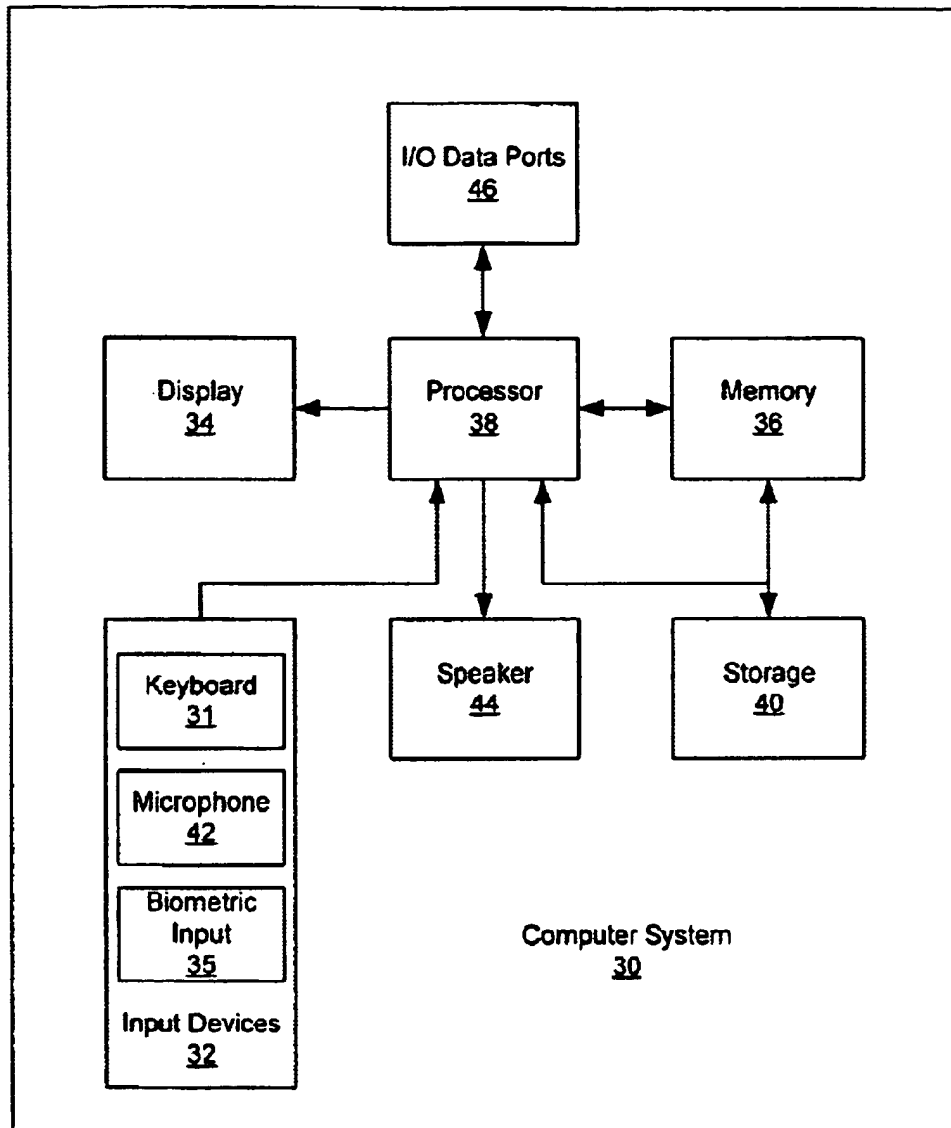 I/O Data Ports
46
Display
34
Processor
38
Memory
36
Keyboard
31
Microphone
42
Biometric
Input
35
Input Devices
32
Speaker
44
Storage
40
Computer System
30